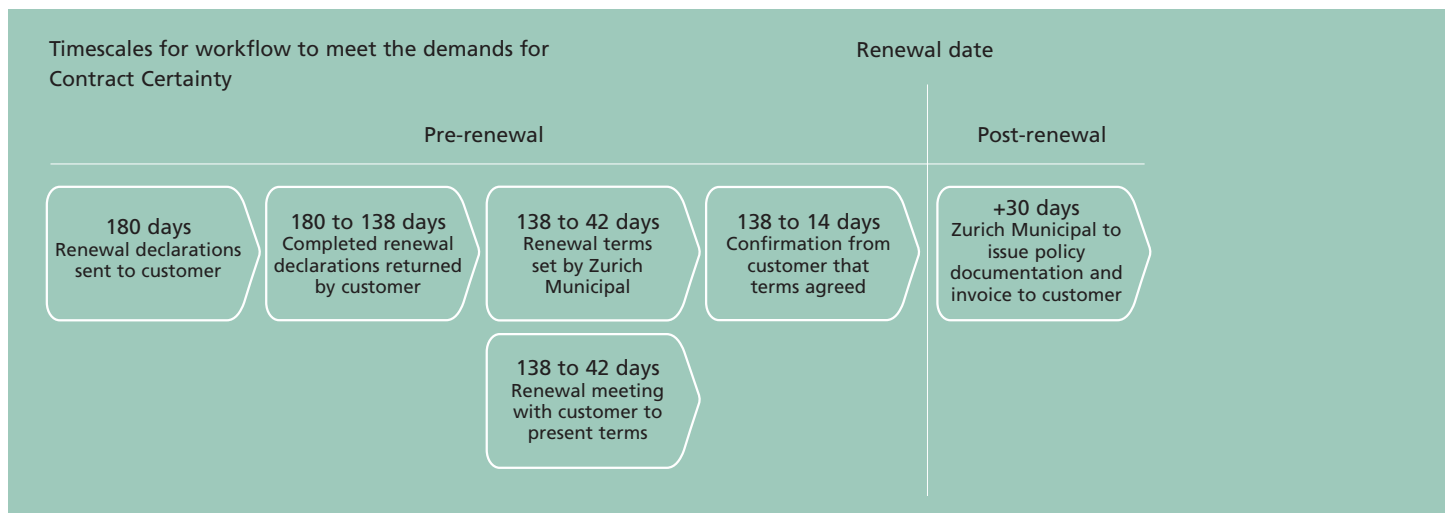 Timescales for workflow to meet the demands for
Contract Certainty
Renewal date
Pre-renewal
Post-renewal
180 days
Renewal declarations
sent to customer
180 to 138 days
Completed renewal
declarations returned
by customer
138 to 42 days
Renewal terms
set by Zurich
Municipal
138 to 14 days
Confirmation from
customer that
terms agreed
+30 days
Zurich Municipal to
issue policy
documentation and
invoice to customer
138 to 42 days
Renewal meeting
with customer to
present terms